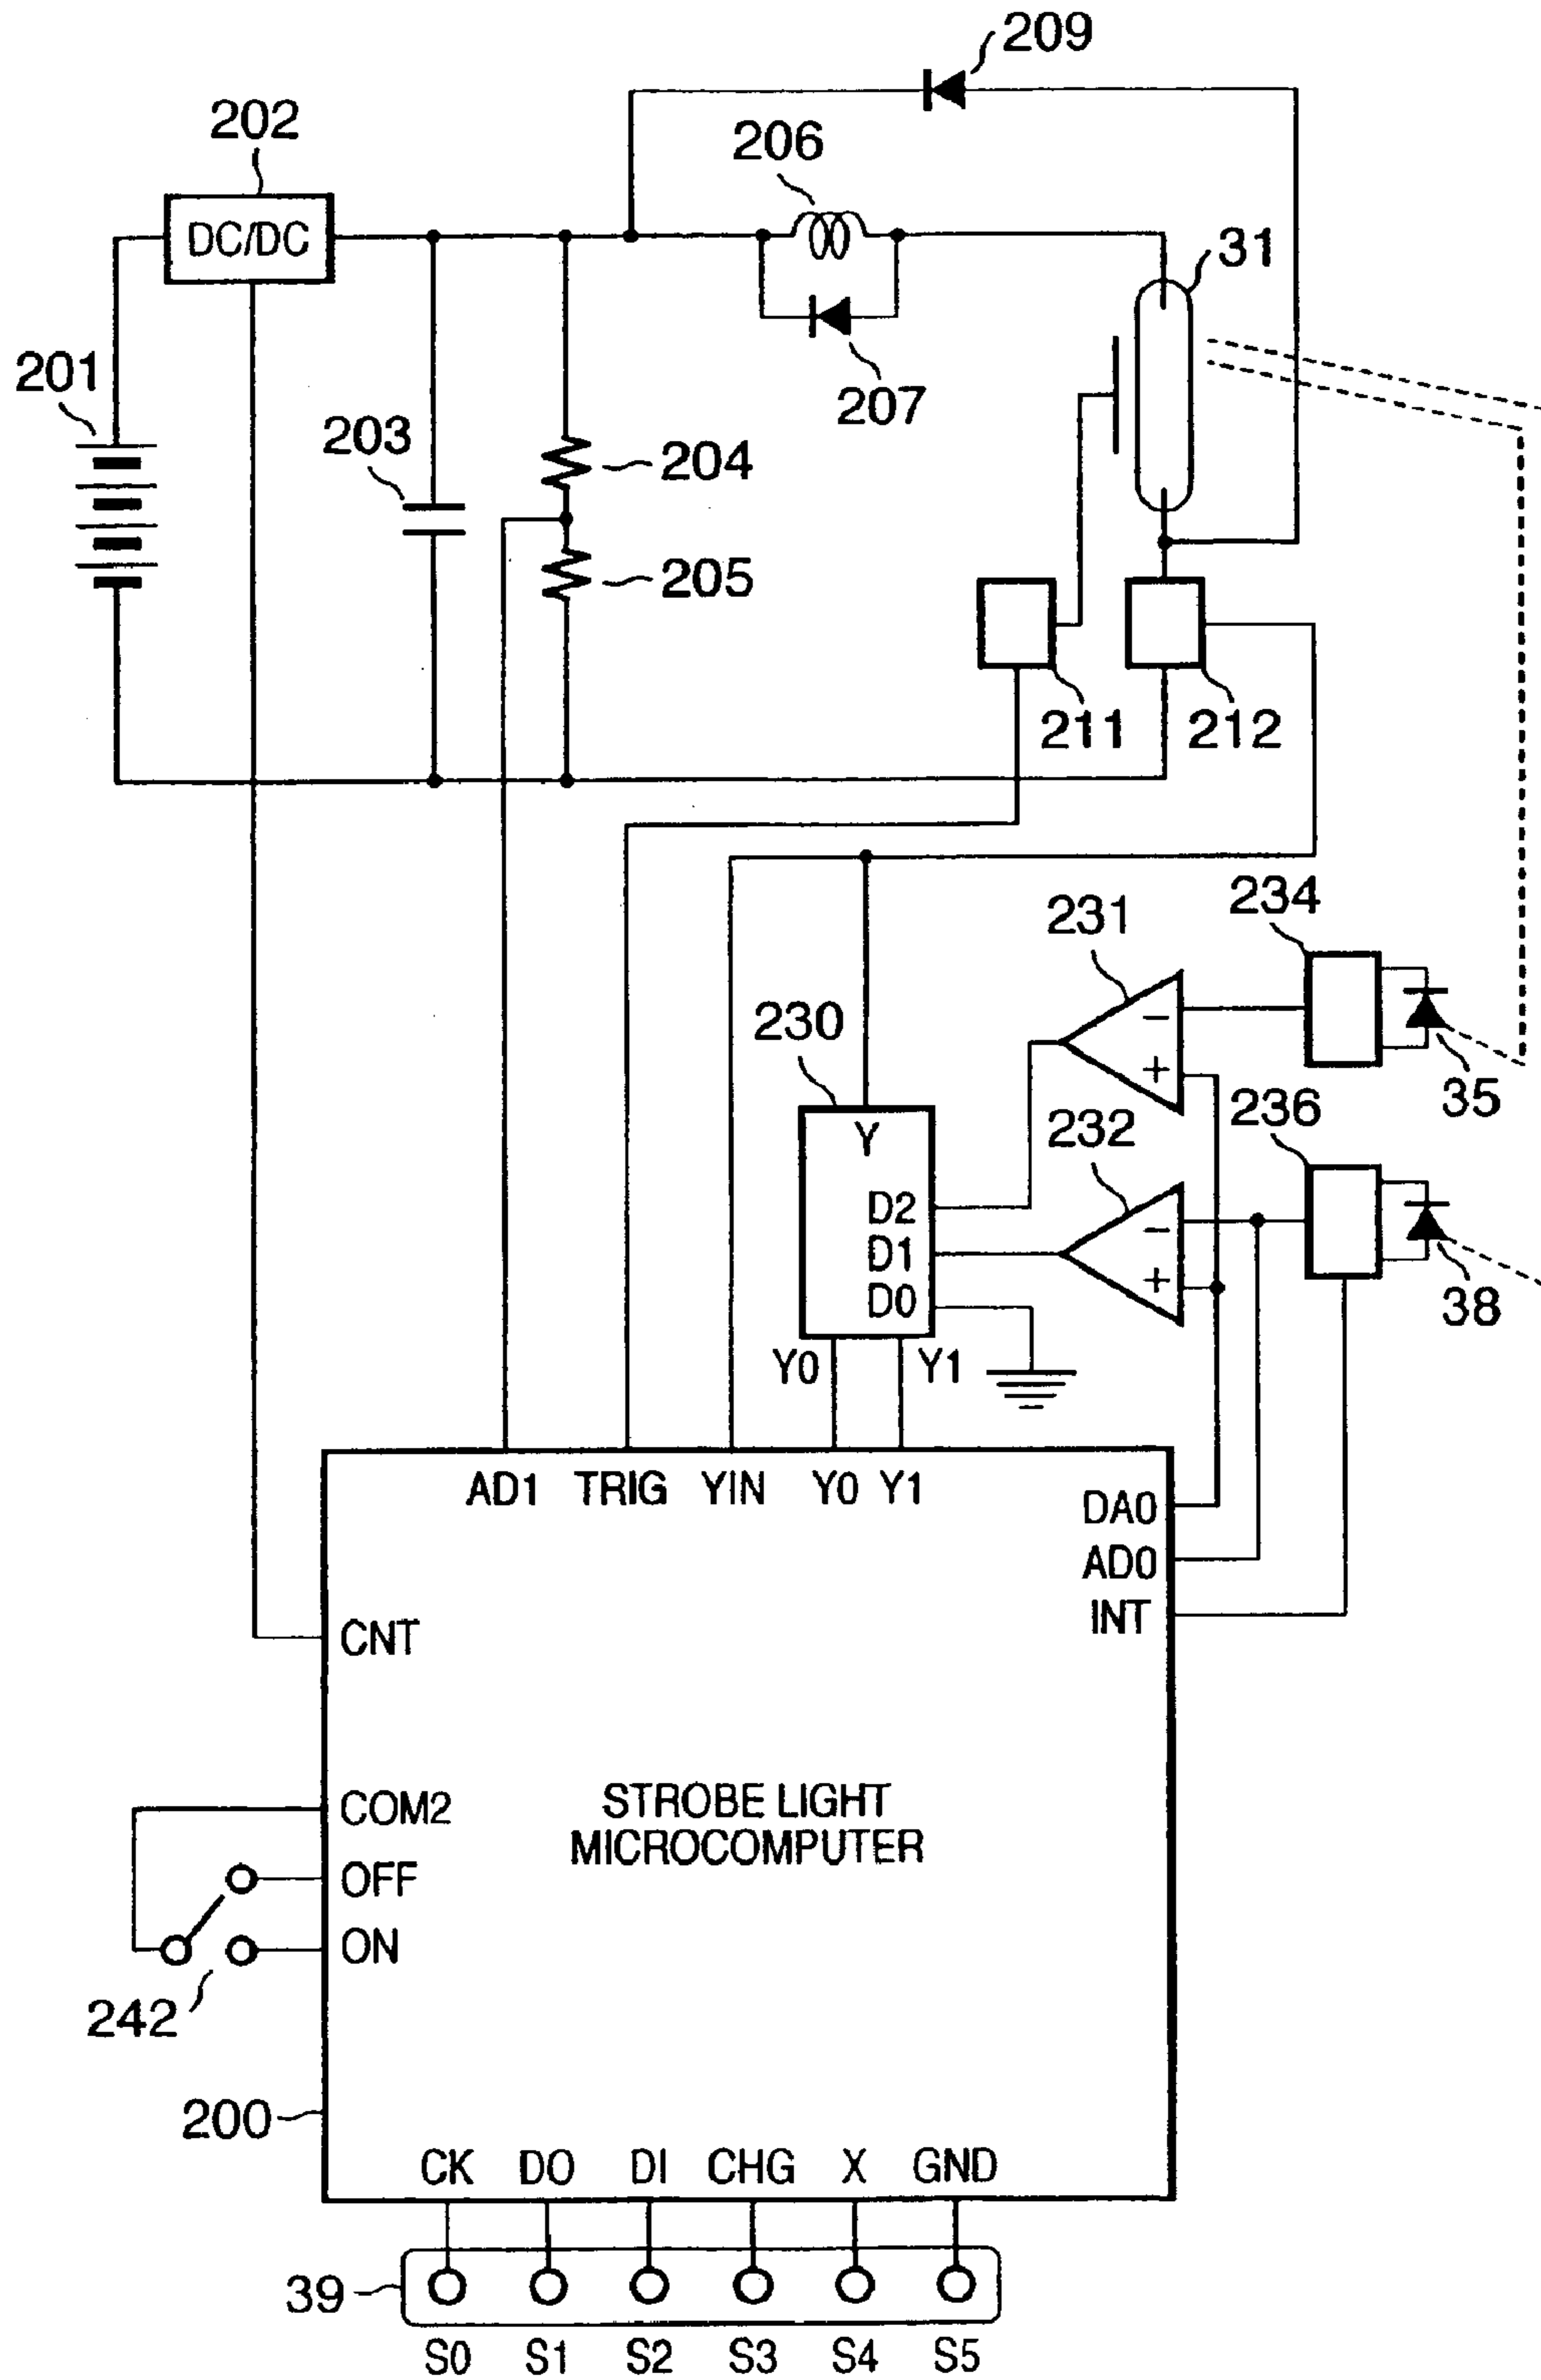 209
202
206
DC/DC
31
201
207
203
204
205
211
212
234
231
230
35
236
232
Y
D2
D1
D0
38
Y0
Y1
AD1
TRIG
YIN
Y0
Y1
DA0
AD0
INT
CNT
COM2
STROBE LIGHT
MICROCOMPUTER
OFF
ON
242
200
CK
DO
DI
CHG
X
GND
39
S0
S1
S2
S3
S4
S5